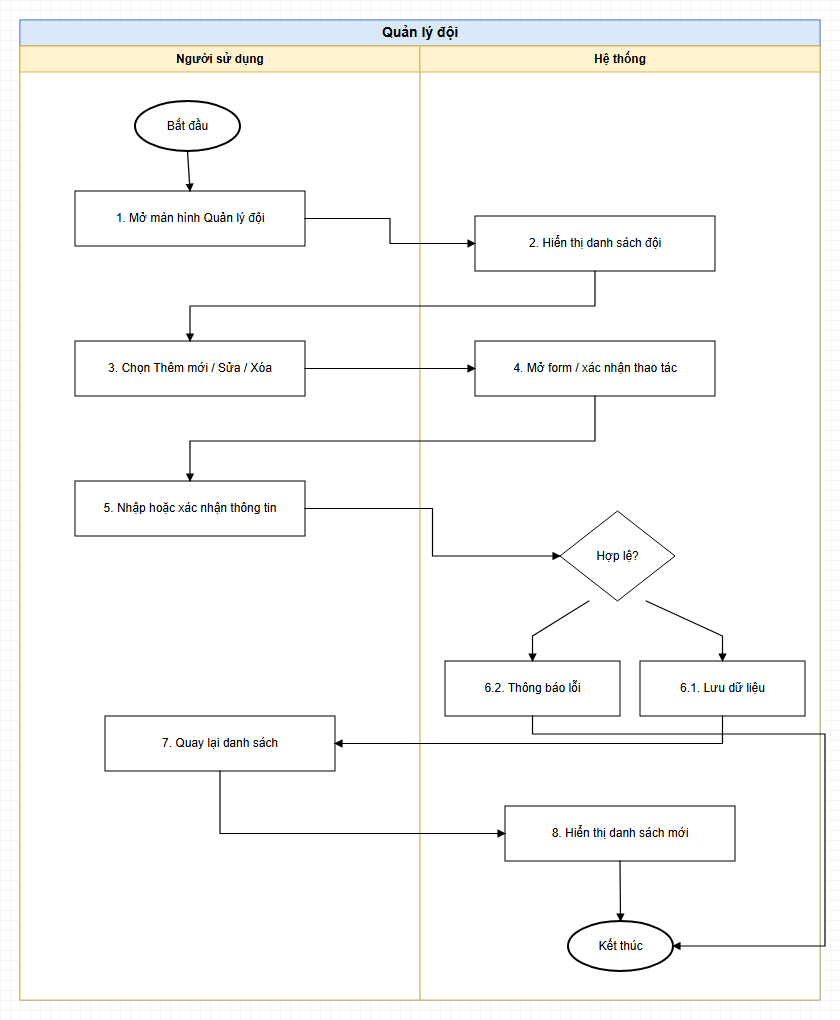 Quản lý đội
Người sử dụng
Hệ thống
Bắt đầu
1. Mở màn hình Quản lý đội
2. Hiển thị danh sách đội
3. Chọn Thêm mới / Sửa / Xóa
4. Mở form / xác nhận thao tác
5. Nhập hoặc xác nhận thông tin
Hợp lệ?
6.2. Thông báo lỗi
6.1. Lưu dữ liệu
7. Quay lại danh sách
8. Hiển thị danh sách mới
Kết thúc